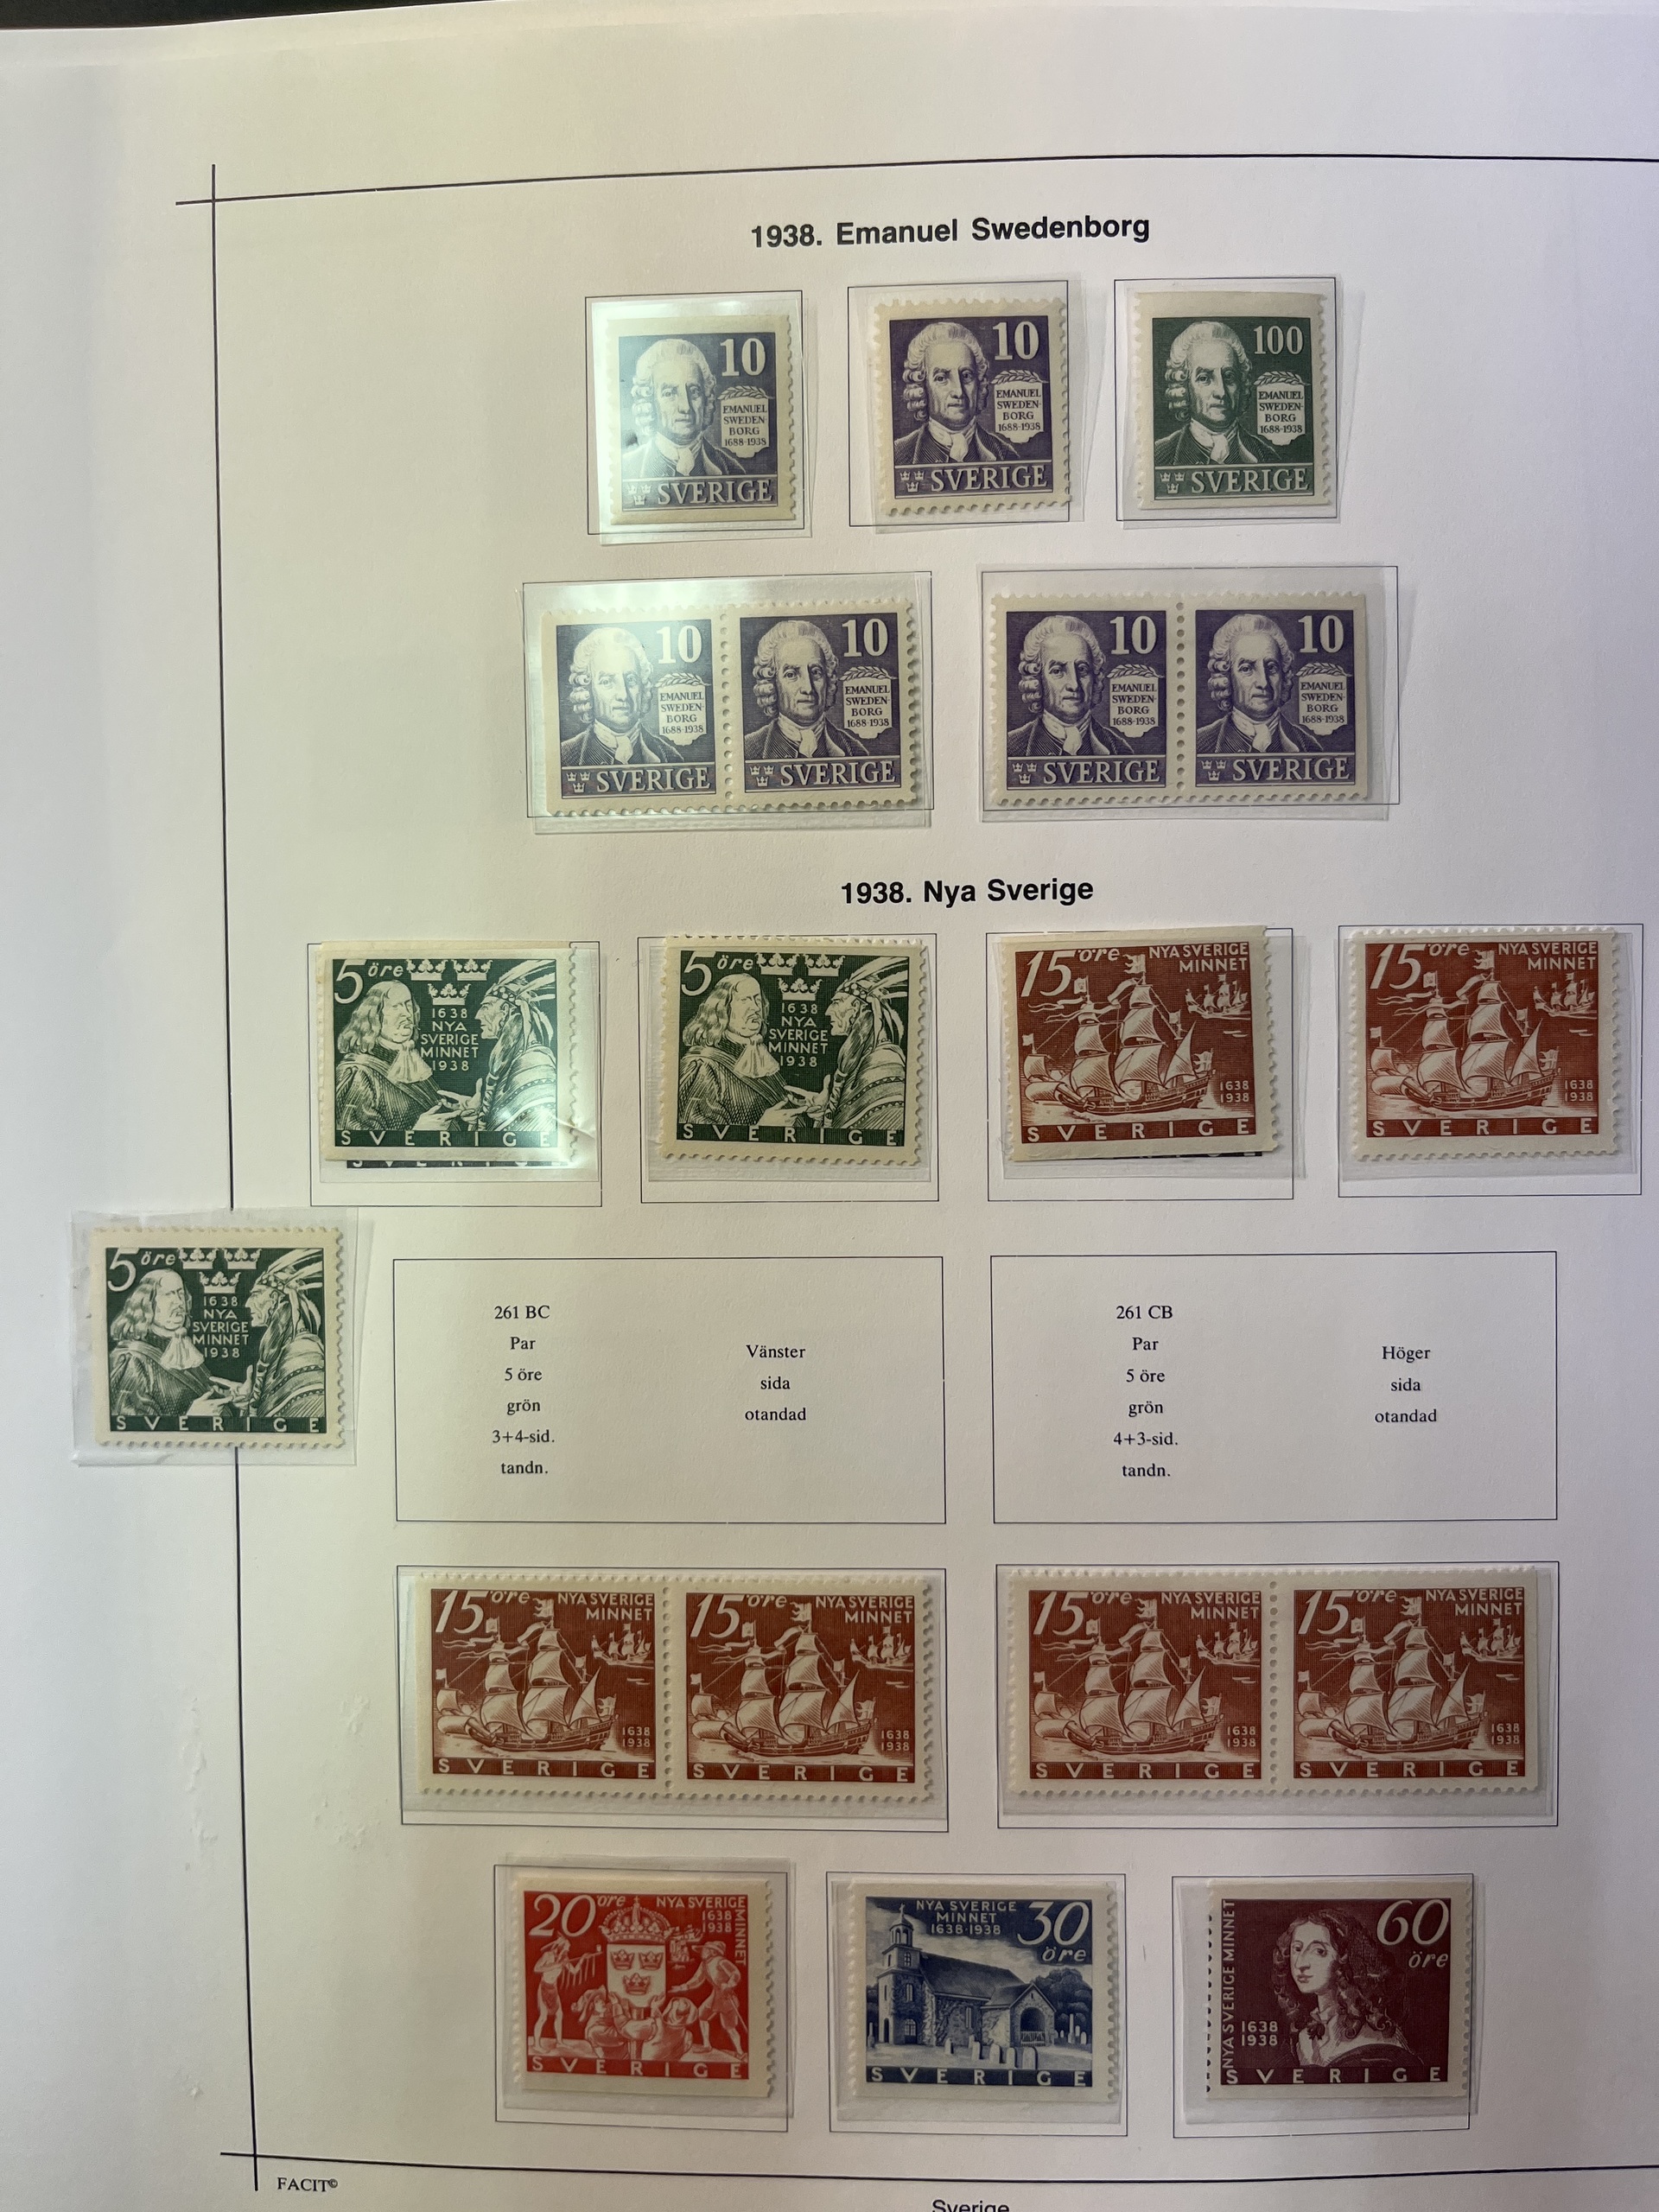 1938. Emanuel Swedenborg
10
EMANUEL
SWEDEN-
BORG
1688-1938
SVERIGE
10
EMANUEL
SWEDEN-
BORG
1688-1938
SVERIGE
100
EMANUEL
SWEDEN-
BORG
1688-1938
SVERIGE
10
EMANUEL
SWEDEN-
BORG
1688-1938
SVERIGE
10
EMANUEL
SWEDEN-
BORG
1688-1938
SVERIGE
10
EMANUEL
SWEDEN-
BORG
1688-1938
SVERIGE
10
EMANUEL
SWEDEN-
BORG
1688-1938
SVERIGE
1938. Nya Sverige
5 öre
1638
NYA
SVERIGE
MINNET
1938
SVERIGE
SVERIGE
5 öre
1638
NYA
SVERIGE
MINNET
1938
SVERIGE
15 öre NYA SVERIGE
MINNET
1638
1938
SVERIGE
15 öre NYA SVERIGE
MINNET
1638
1938
SVERIGE
5 öre
1638
NYA
SVERIGE
MINNET
1938
SVERIGE
261 BC
Par
5 öre
grön
3+4-sid.
tandn.
Vänster
sida
otandad
261 CB
Par
5 öre
grön
4+3-sid.
tandn.
Höger
sida
otandad
15 öre NYA SVERIGE
MINNET
1638
1938
SVERIGE
15 öre NYA SVERIGE
MINNET
1638
1938
SVERIGE
15 öre NYA SVERIGE
MINNET
1638
1938
SVERIGE
15 öre NYA SVERIGE
MINNET
1638
1938
SVERIGE
20 öre NYA SVERIGE
MINNET
1638
1938
SVERIGE
NYA SVERIGE
MINNET
1638-1938
30
öre
SVERIGE
60
öre
NYA SVERIGE MINNET
1638
1938
SVERIGE
FACIT©
Sverige